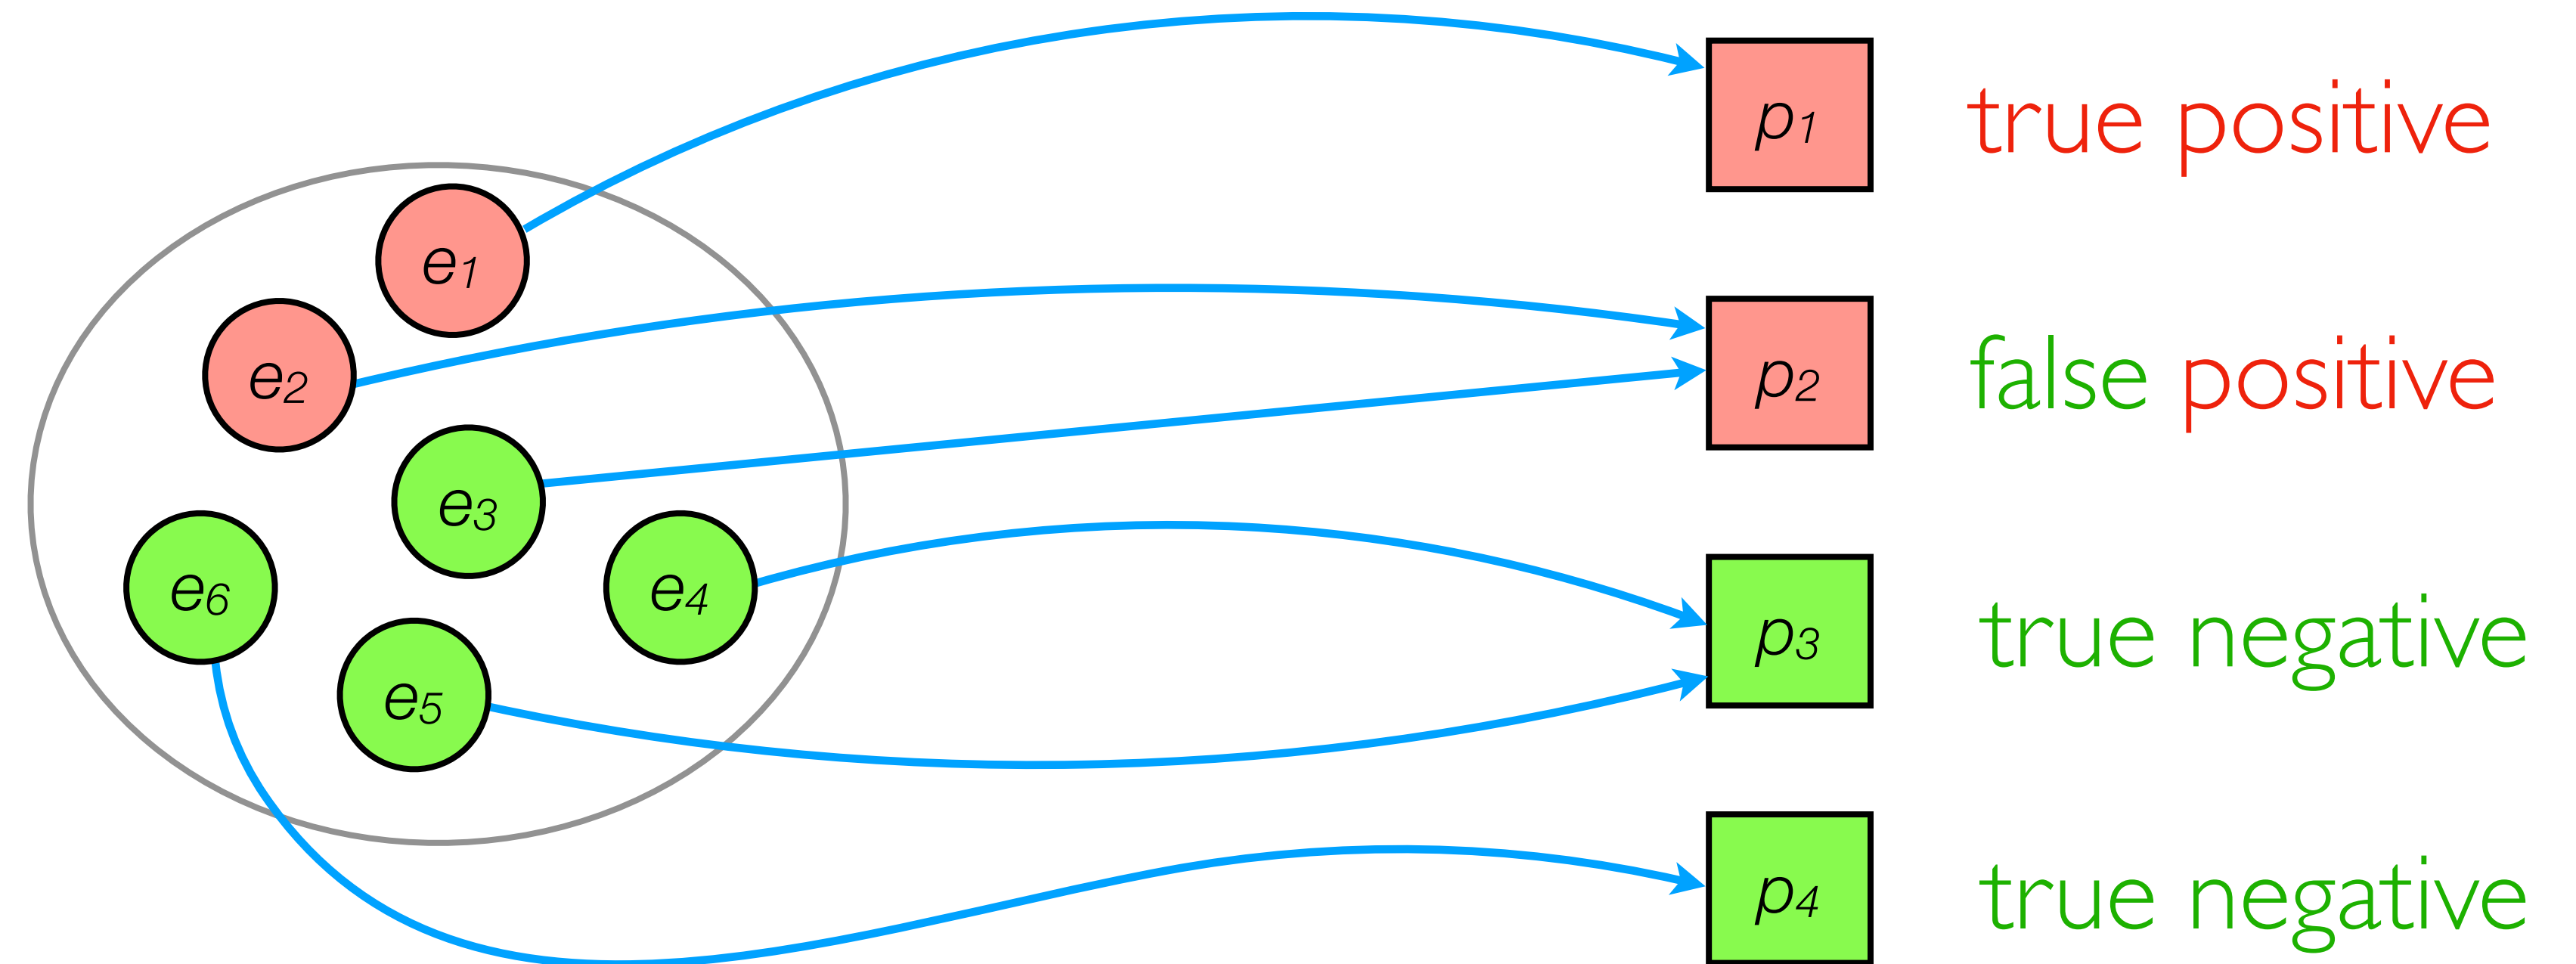 e1
e2
e3
e4
e5
e6
p1 true positive
p2 false positive
p3 true negative
p4 true negative